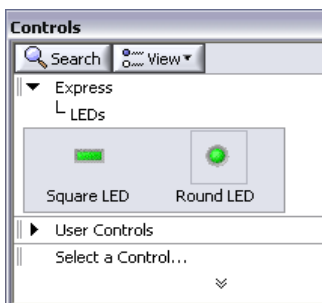 Controls
Search View
Express
LEDs
Square LED Round LED
User Controls
Select a Control...